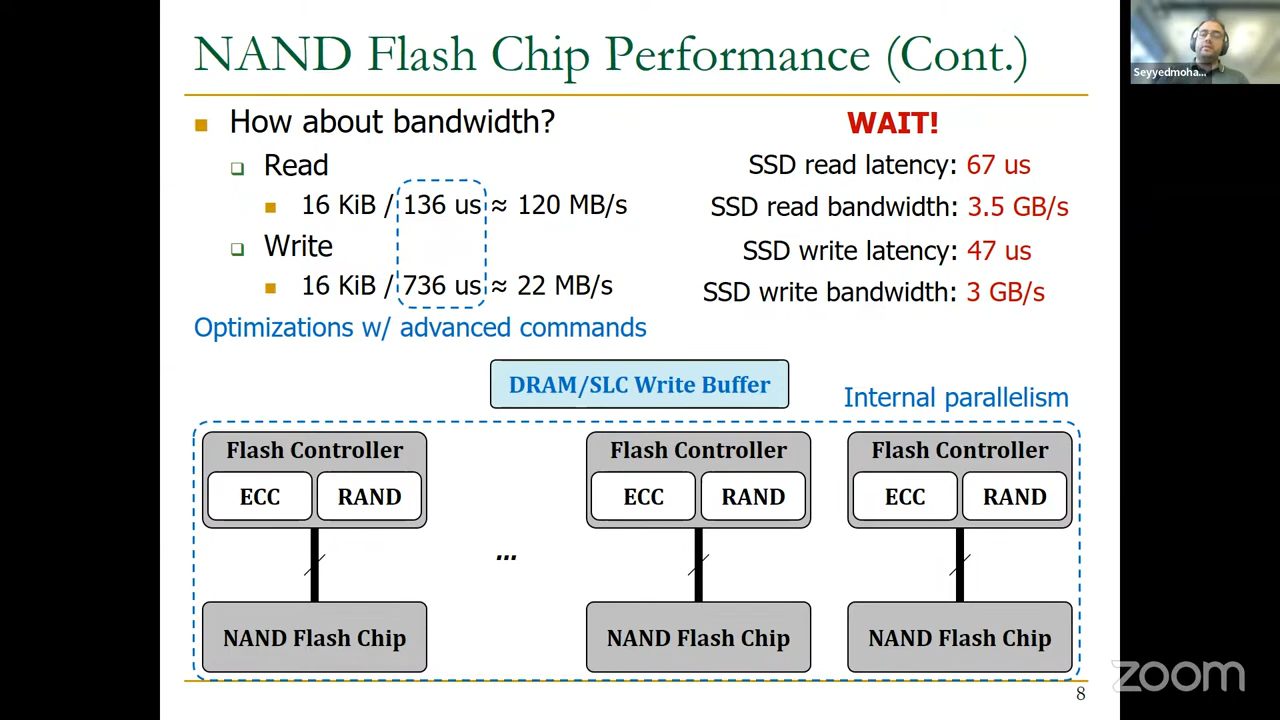 NAND Flash Chip Performance (Cont.)
Seyyedmoha...
How about bandwidth?
Read
16 KiB / 136 us ≈ 120 MB/s
Write
16 KiB / 736 us ≈ 22 MB/s
Optimizations w/ advanced commands
WAIT!
SSD read latency: 67 us
SSD read bandwidth: 3.5 GB/s
SSD write latency: 47 us
SSD write bandwidth: 3 GB/s
DRAM/SLC Write Buffer
Internal parallelism
Flash Controller
ECC RAND
NAND Flash Chip
...
Flash Controller
ECC RAND
NAND Flash Chip
Flash Controller
ECC RAND
NAND Flash Chip
8
zoom